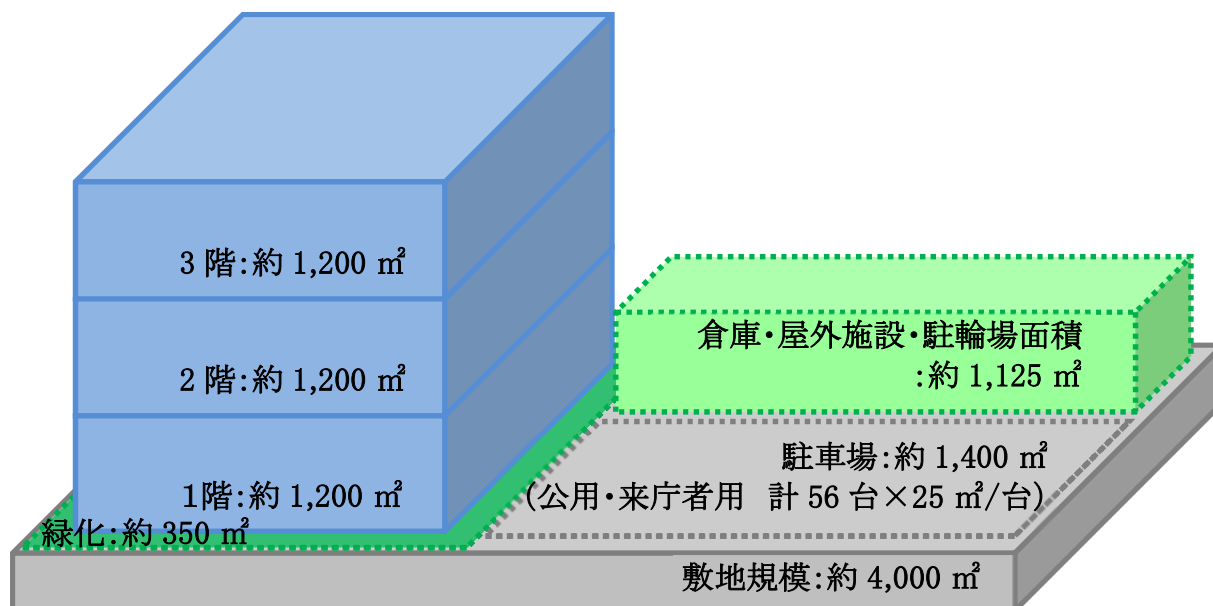 3 階:約 1,200 ㎡
2 階:約 1,200 ㎡
1階:約 1,200 ㎡
緑化:約 350 ㎡
倉庫・屋外施設・駐輪場面積
:約 1,125 ㎡
駐車場:約 1,400 ㎡
(公用・来庁者用 計 56 台×25 ㎡/台)
敷地規模:約 4,000 ㎡